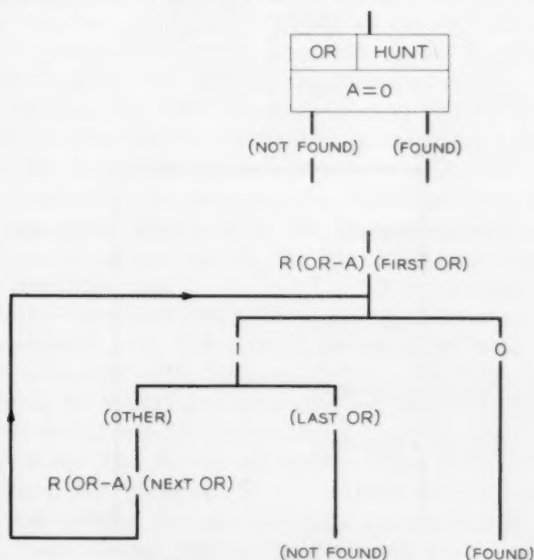 OR HUNT
A=0
(NOT FOUND) (FOUND)
R(OR-A) (FIRST OR)
1 0
(OTHER) (LAST OR)
R(OR-A) (NEXT OR)
(NOT FOUND) (FOUND)